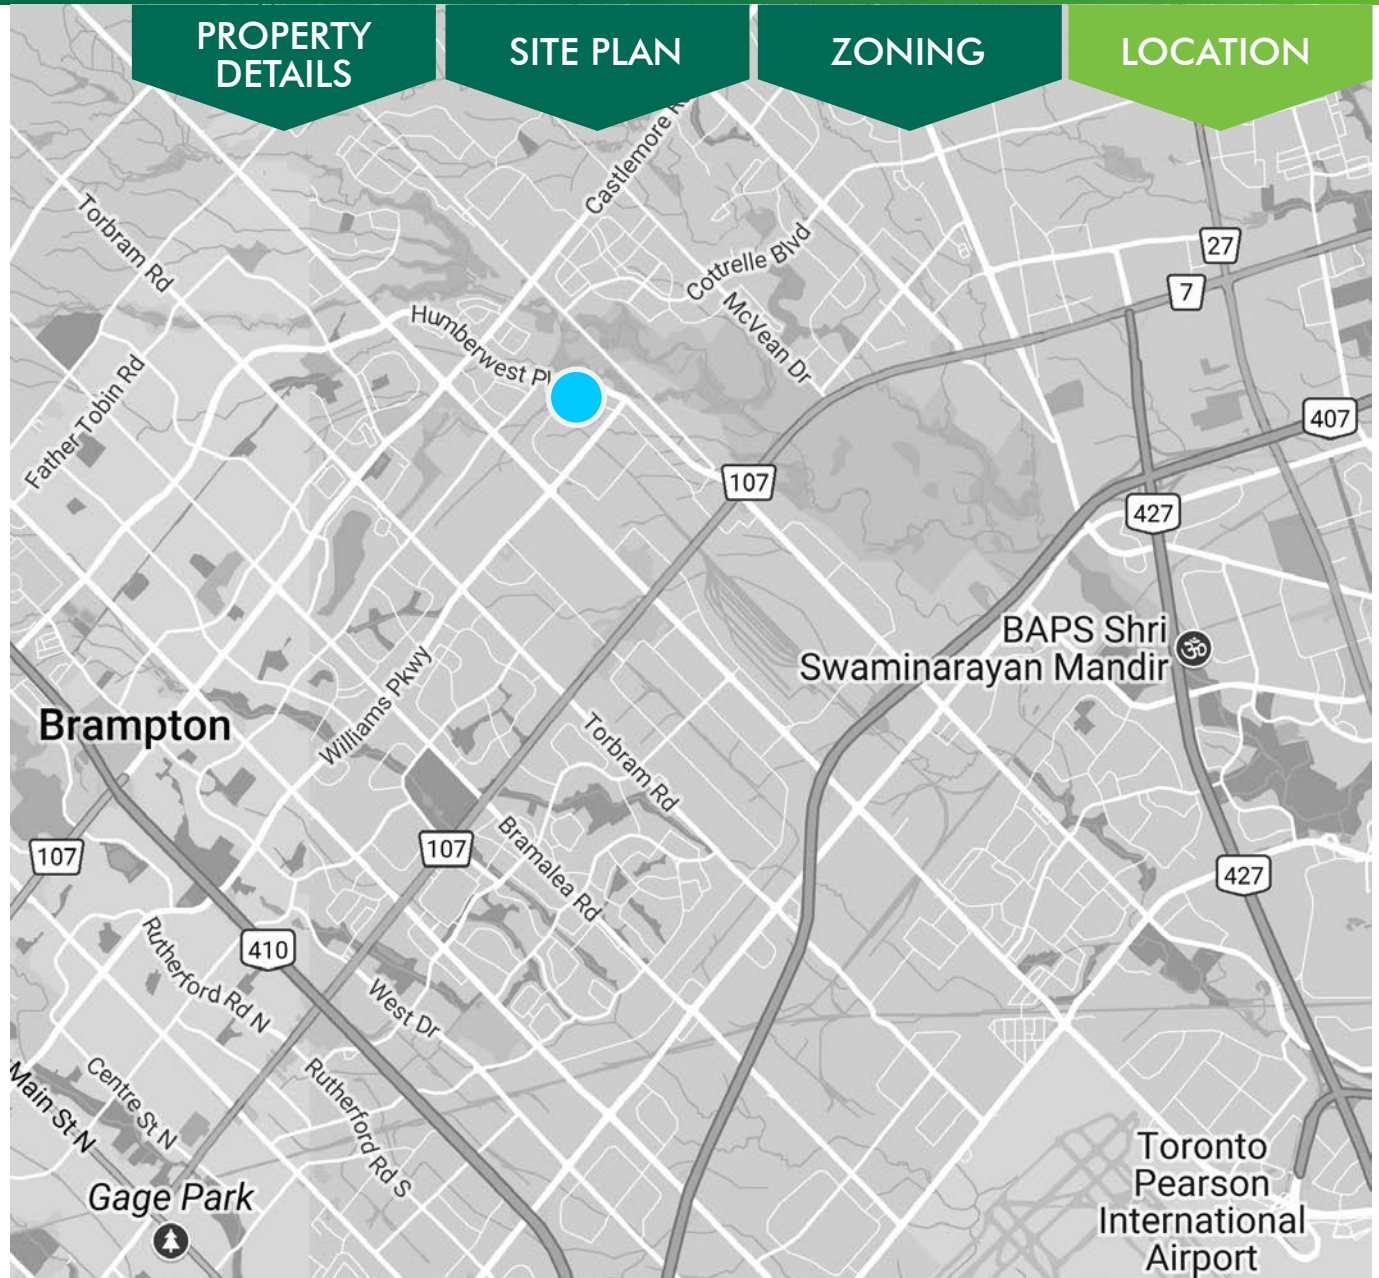 PROPERTY
DETAILS
SITE PLAN
ZONING
LOCATION
Castlemore
Torbram Rd
Cottrelle Blvd
27
7
McVean Dr
Humberwest
Father Tobin Rd
407
107
427
BAPS Shri
Swaminarayan Mandir
Williams Pkwy
Brampton
Torbram Rd
107
107
Bramalea Rd
427
410
Rutherford Rd N
West Dr
Centre St N
Rutherford Rd S
Main St N
Toronto
Pearson
International
Airport
Gage Park